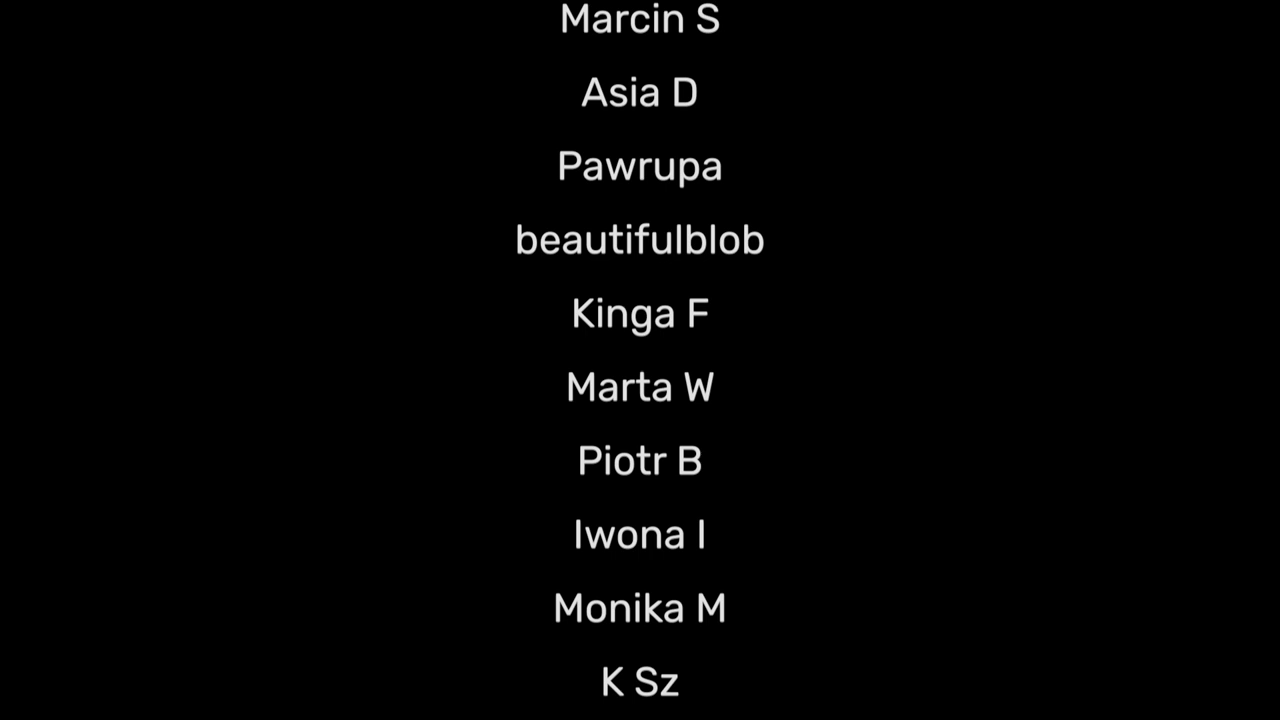 Marcin S
Asia D
Pawrupa
beautifulblob
Kinga F
Marta W
Piotr B
Iwona I
Monika M
K Sz